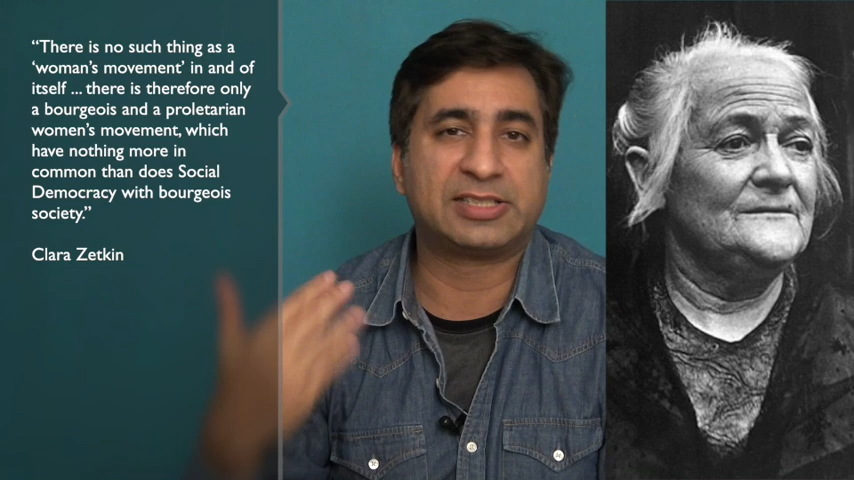 “There is no such thing as a
‘woman’s movement’ in and of
itself ... there is therefore only
a bourgeois and a proletarian
women’s movement, which
have nothing more in
common than does Social
Democracy with bourgeois
society.”
Clara Zetkin